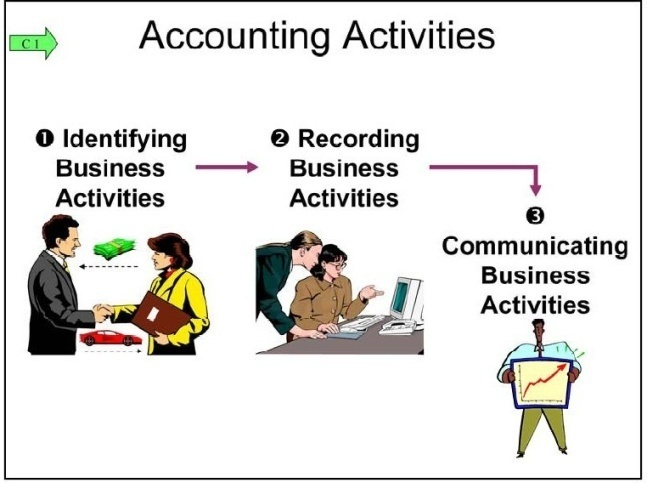 C 1
Accounting Activities
❶ Identifying
Business
Activities
❷ Recording
Business
Activities
❸
Communicating
Business
Activities